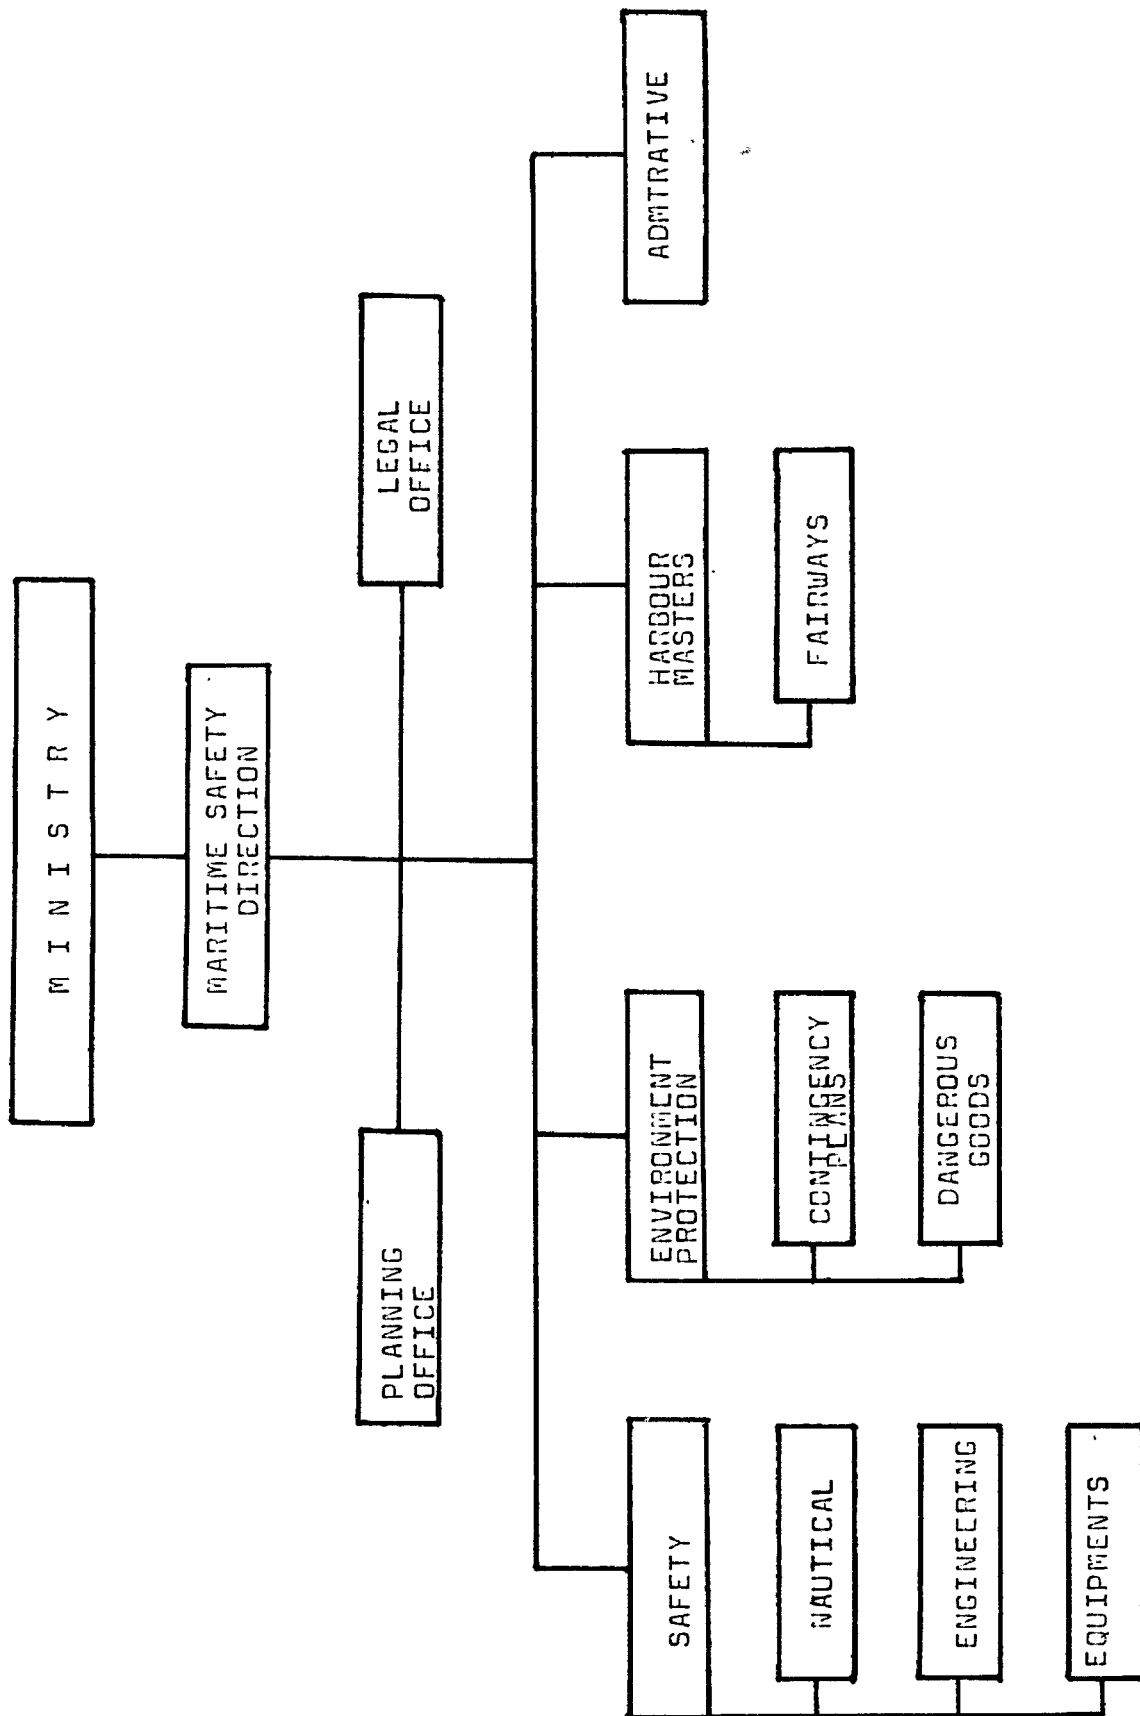 M I N I S T R Y
MARITIME SAFETY
DIRECTION
PLANNING
OFFICE
LEGAL
OFFICE
SAFETY
NAUTICAL
ENGINEERING
EQUIPMENTS
ENVIRONMENT
PROTECTION
CONTINGENCY
PLANS
DANGEROUS
GOODS
HARBOUR
MASTERS
FAIRWAYS
ADMTRATIVE